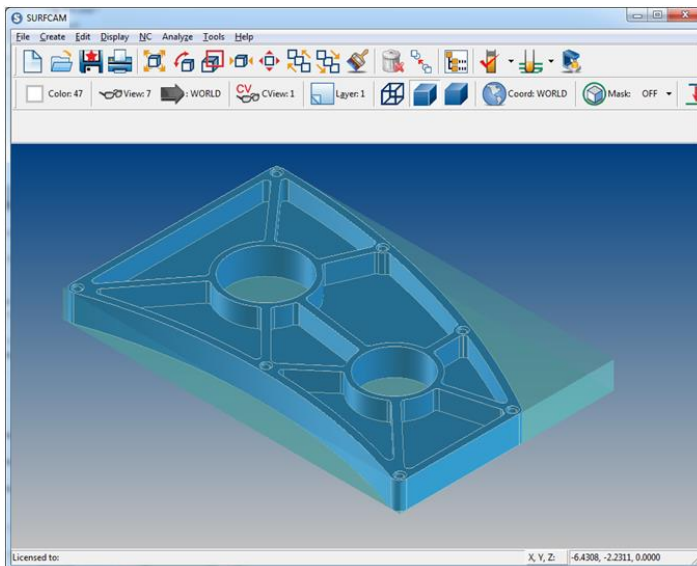 SURFCAM
File Create Edit Display NC Analyze Tools Help
Color: 47 View: 7 : WORLD CV CView: 1 Layer: 1 Coord: WORLD Mask: OFF
Licensed to: X, Y, Z: -6.4308, -2.2311, 0.0000